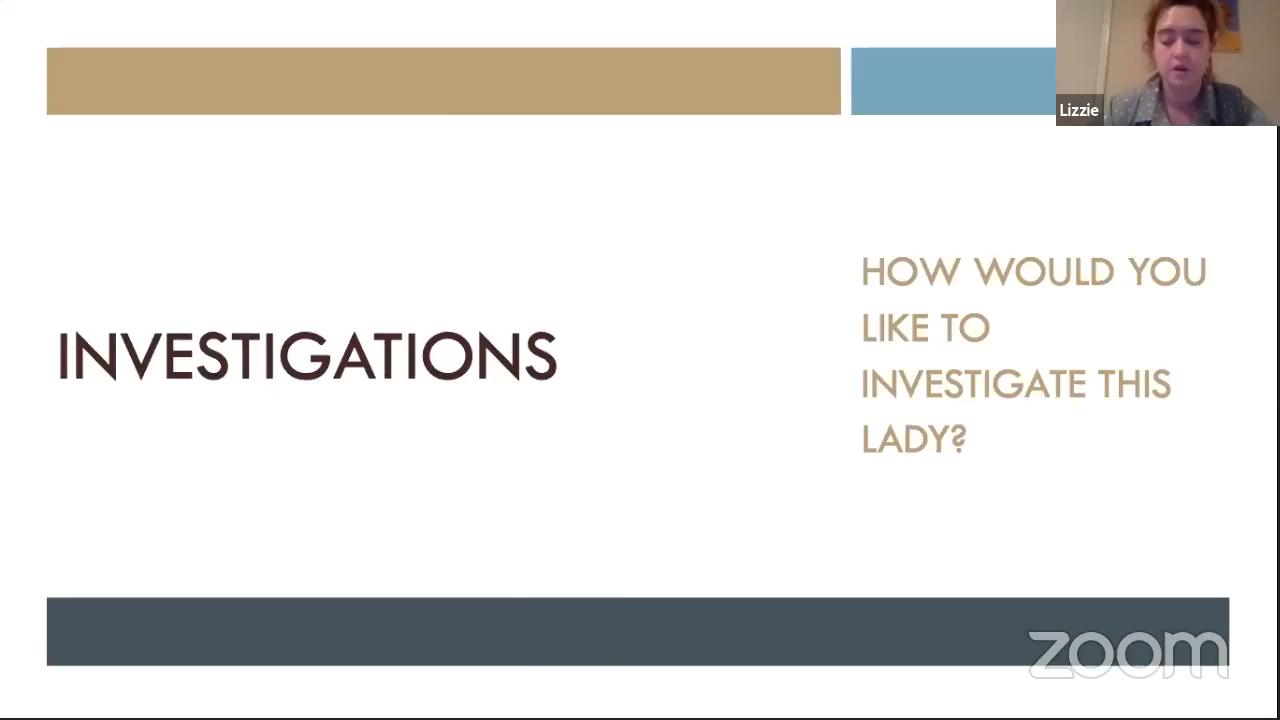 Lizzie
INVESTIGATIONS
HOW WOULD YOU
LIKE TO
INVESTIGATE THIS
LADY?
zoom